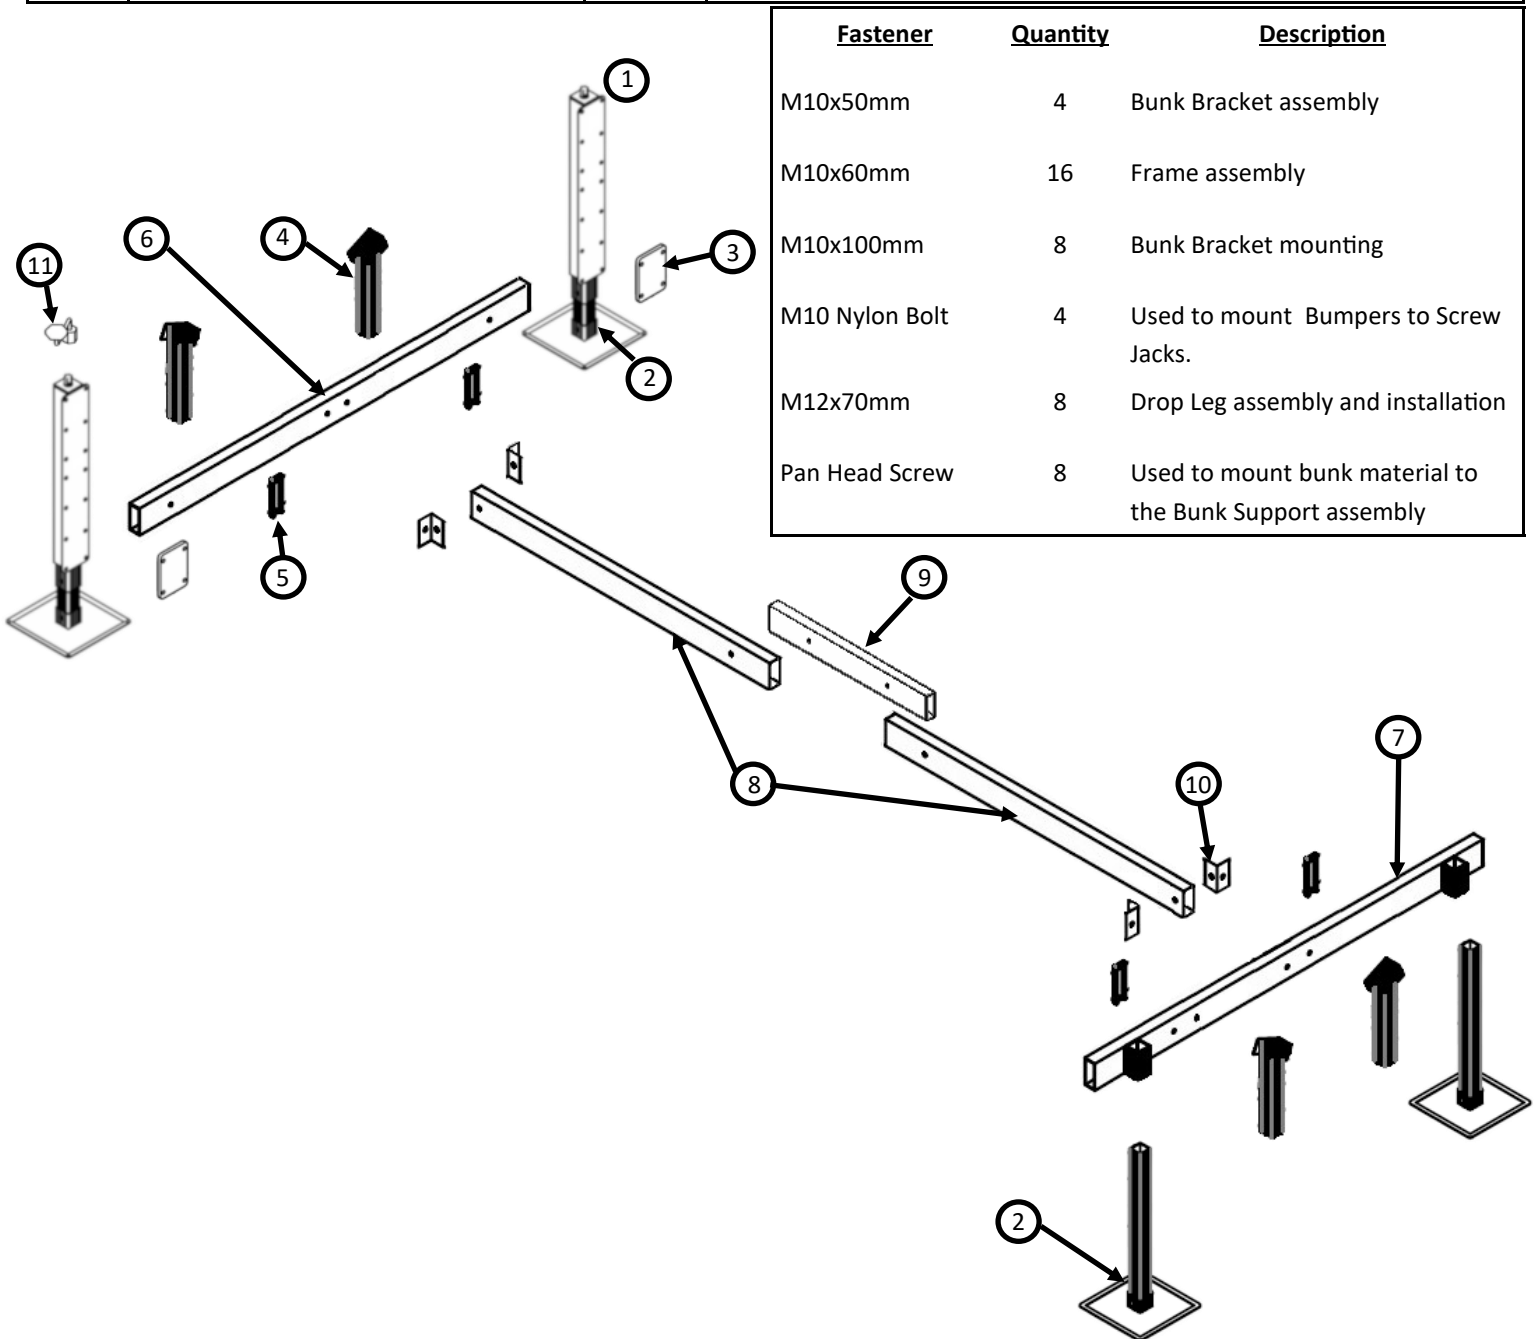 Fastener Quantity Description
M10x50mm 4 Bunk Bracket assembly
M10x60mm 16 Frame assembly
M10x100mm 8 Bunk Bracket mounting
M10 Nylon Bolt 4 Used to mount Bumpers to Screw
Jacks.
M12x70mm 8 Drop Leg assembly and installation
Pan Head Screw 8 Used to mount bunk material to
the Bunk Support assembly
1
6
4
3
11
2
5
9
8
7
10
2